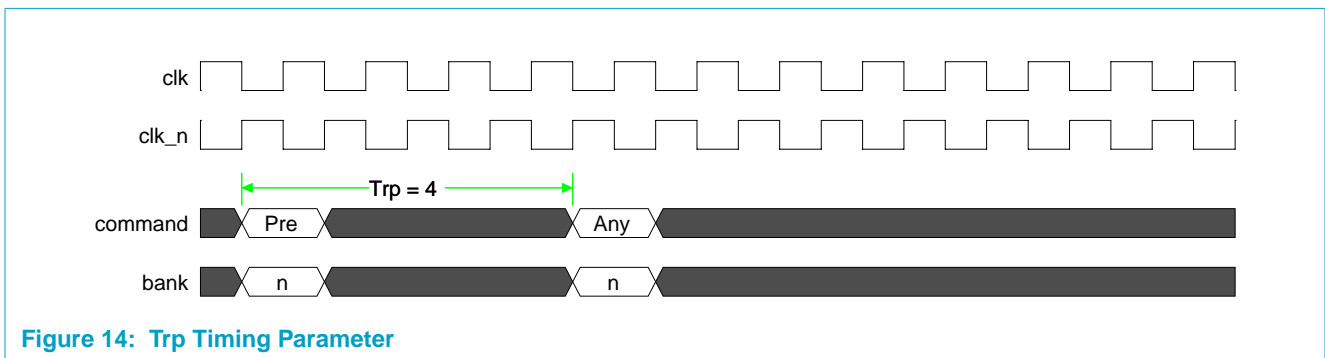 clk
clk_n
Trp = 4
command Pre Any
bank n n
Figure 14: Trp Timing Parameter